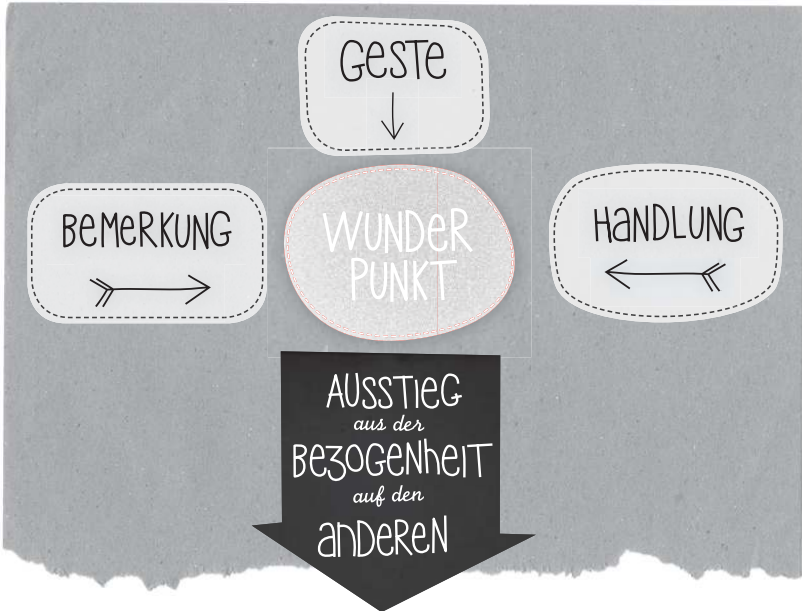 GESTE
BEMERKUNG
WUNDER
PUNKT
HANDLUNG
AUSSTIEG
aus der
BEZOGENHEIT
auf den
ANDEREN